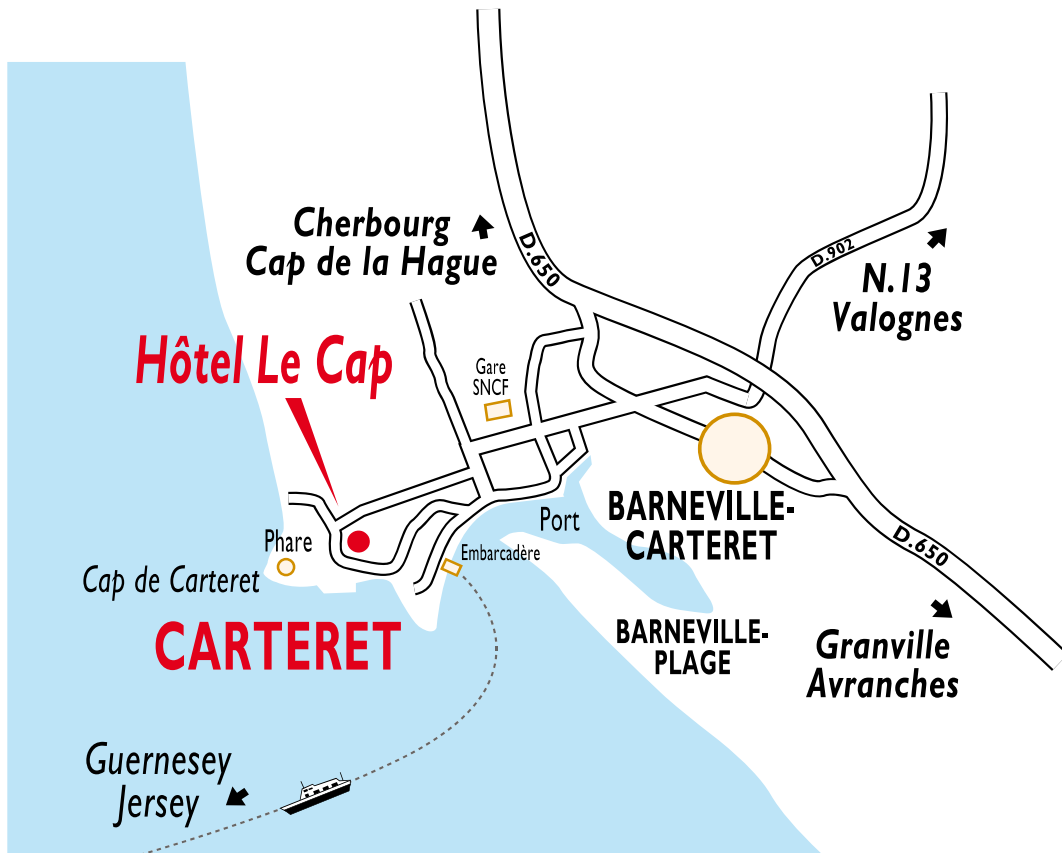 Cherbourg
Cap de la Hague
D.650
D.902
N.13
Valognes
Hôtel Le Cap
Gare
SNCF
Port
BARNEVILLE-
CARTERET
Phare
Embarcadère
Cap de Carteret
D.650
CARTERET
BARNEVILLE-
PLAGE
Granville
Avranches
Guernesey
Jersey